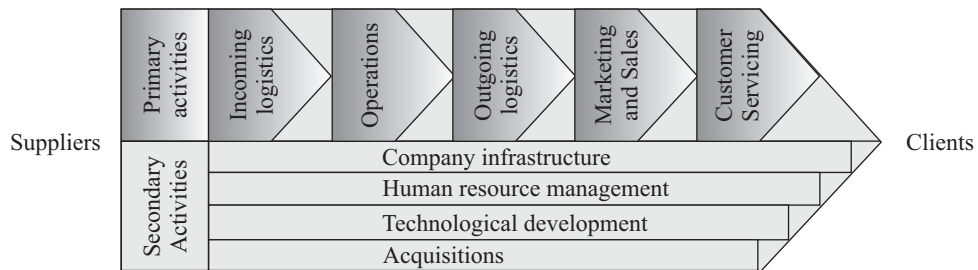 Suppliers
Primary
activities
Incoming
logistics
Operations
Outgoing
logistics
Marketing
and Sales
Customer
Servicing
Secondary
Activities
Company infrastructure
Human resource management
Technological development
Acquisitions
Clients